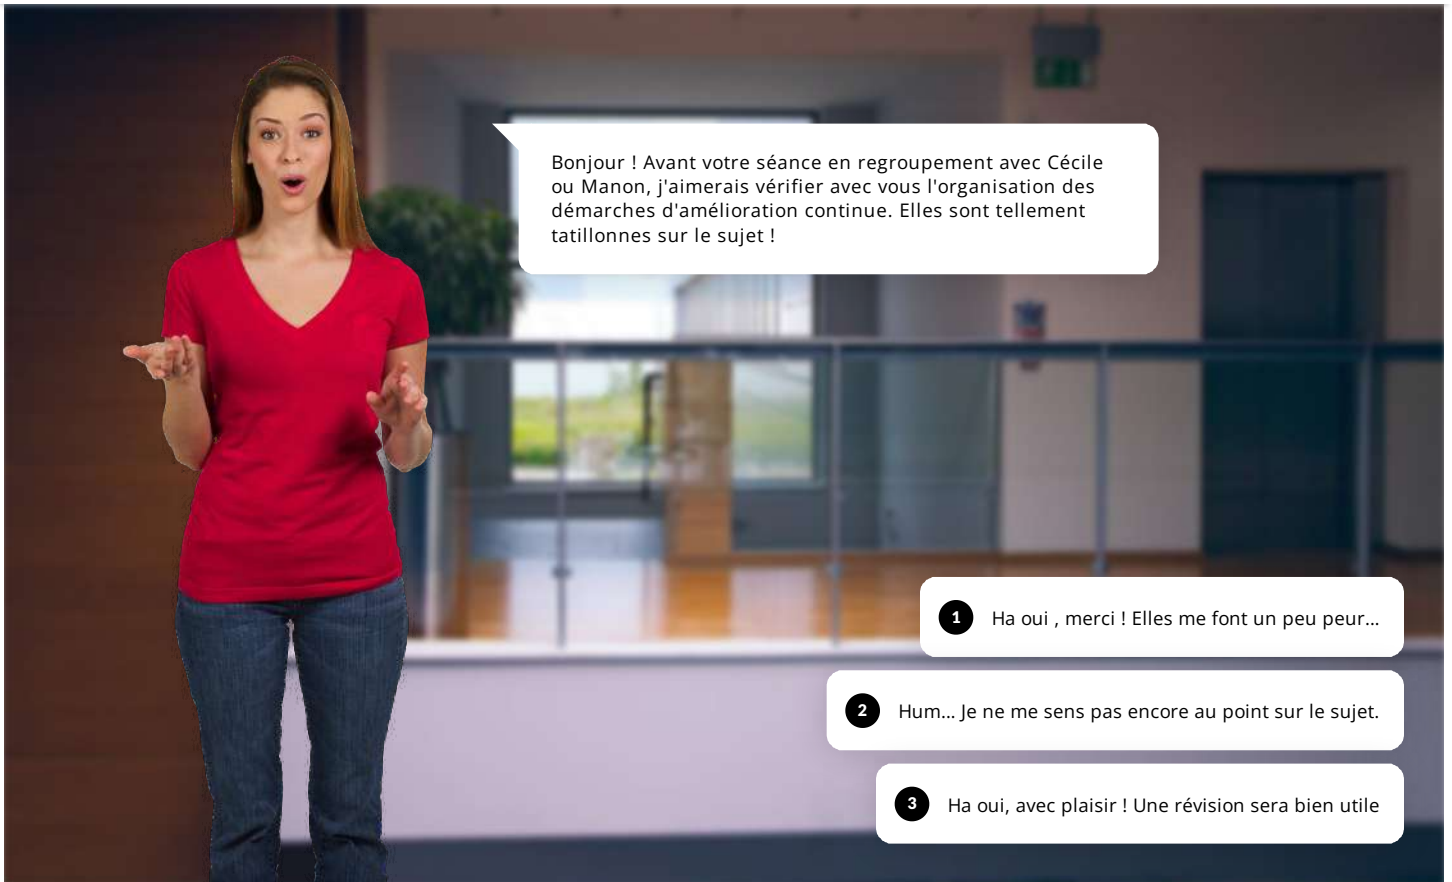 Bonjour ! Avant votre séance en regroupement avec Cécile
ou Manon, j'aimerais vérifier avec vous l'organisation des
démarches d'amélioration continue. Elles sont tellement
tatillonnes sur le sujet !
1 Ha oui , merci ! Elles me font un peu peur...
2 Hum... Je ne me sens pas encore au point sur le sujet.
3 Ha oui, avec plaisir ! Une révision sera bien utile